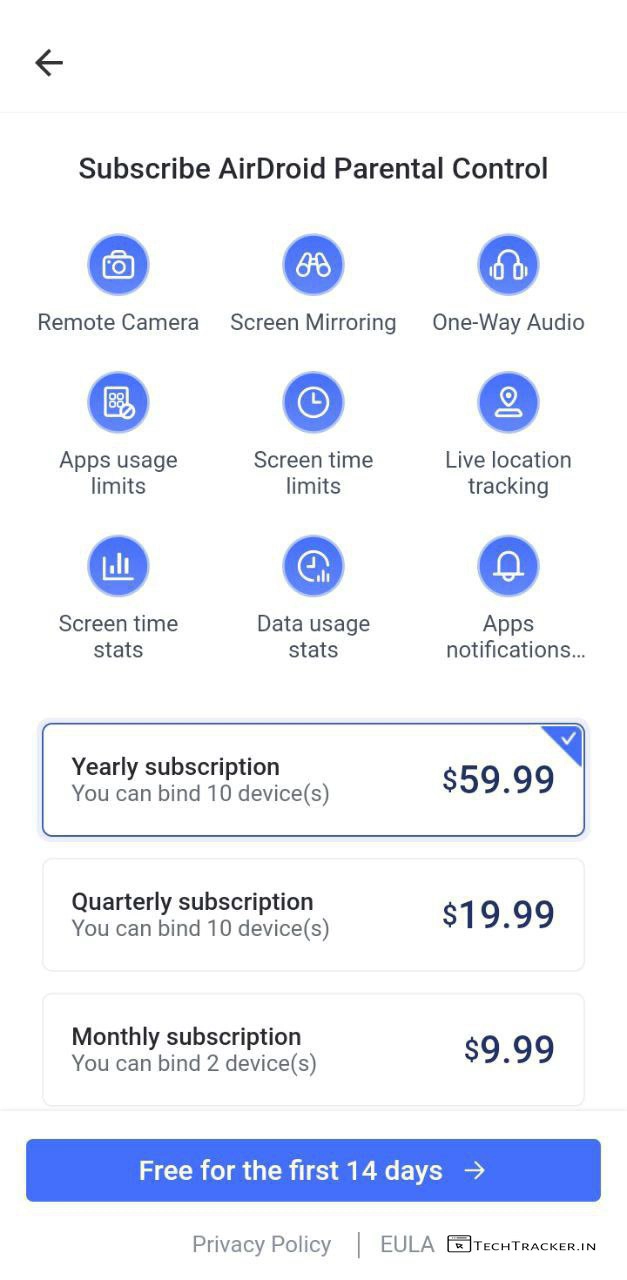 Subscribe AirDroid Parental Control
Remote Camera
Screen Mirroring
One-Way Audio
Apps usage
limits
Screen time
limits
Live location
tracking
Screen time
stats
Data usage
stats
Apps
notifications...
Yearly subscription
You can bind 10 device(s)
$59.99
Quarterly subscription
You can bind 10 device(s)
$19.99
Monthly subscription
You can bind 2 device(s)
$9.99
Free for the first 14 days →
Privacy Policy | EULA
TECHTRACKER.IN